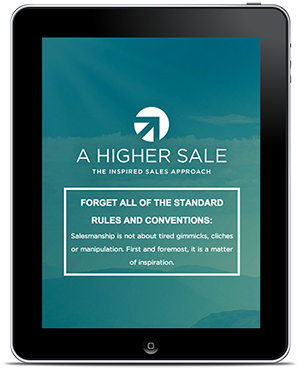 A HIGHER SALE
THE INSPIRED SALES APPROACH
FORGET ALL OF THE STANDARD
RULES AND CONVENTIONS:
Salesmanship is not about tired gimmicks, cliches
or manipulation. First and foremost, it is a matter
of inspiration.